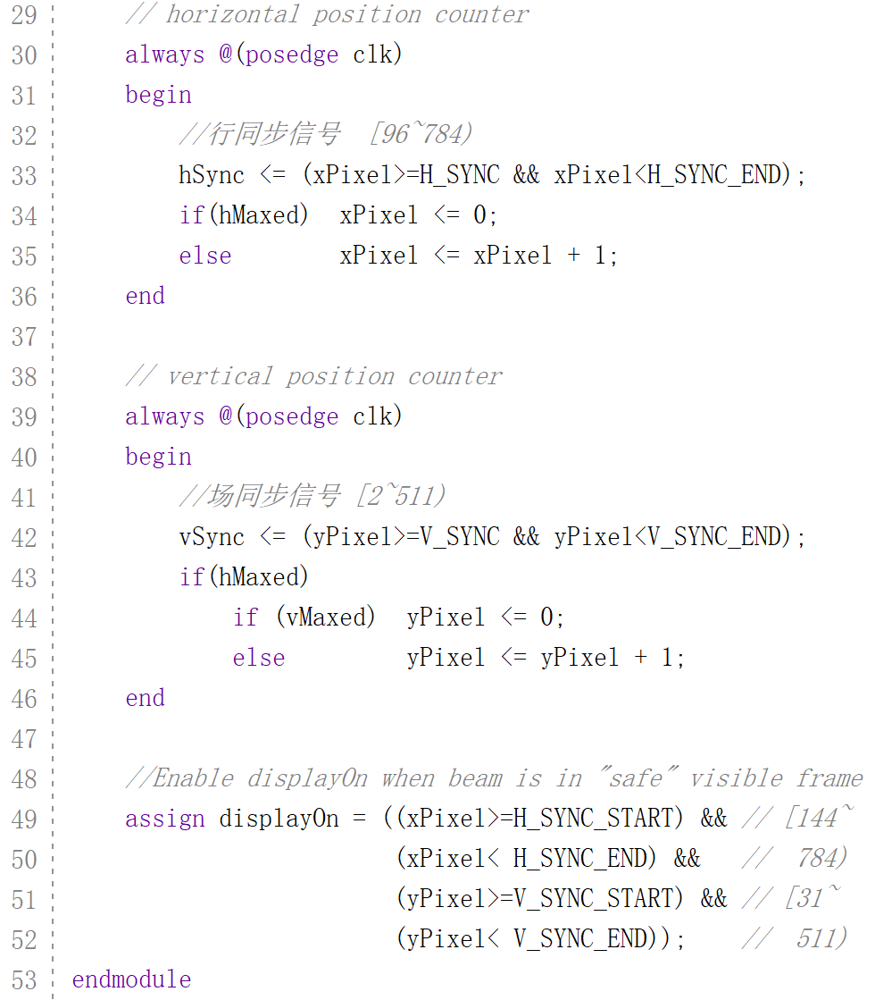 29 // horizontal position counter
30 always @(posedge clk)
31 begin
32 //行同步信号 [96~784)
33 hSync <= (xPixel>=H_SYNC && xPixel<H_SYNC_END);
34 if(hMaxed) xPixel <= 0;
35 else xPixel <= xPixel + 1;
36 end
37
38 // vertical position counter
39 always @(posedge clk)
40 begin
41 //场同步信号 [2~511)
42 vSync <= (yPixel>=V_SYNC && yPixel<V_SYNC_END);
43 if(hMaxed)
44 if (vMaxed) yPixel <= 0;
45 else yPixel <= yPixel + 1;
46 end
47
48 //Enable displayOn when beam is in "safe" visible frame
49 assign displayOn = ((xPixel>=H_SYNC_START) && // [144~
50 (xPixel< H_SYNC_END) && // 784)
51 (yPixel>=V_SYNC_START) && // [31~
52 (yPixel< V_SYNC_END)); // 511)
53 endmodule